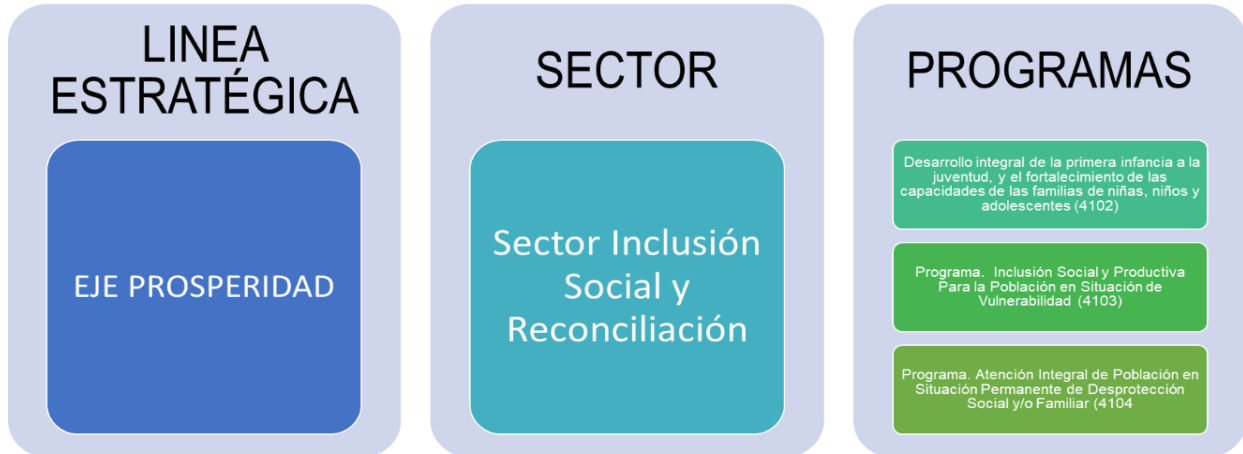 LINEA
ESTRATÉGICA
EJE PROSPERIDAD
SECTOR
Sector Inclusión
Social y
Reconciliación
PROGRAMAS
Desarrollo integral de la primera infancia a la
juventud, y el fortalecimiento de las
capacidades de las familias de niñas, niños y
adolescentes (4102)
Programa.  Inclusión Social y Productiva
Para la Población en Situación de
Vulnerabilidad  (4103)
Programa. Atención Integral de Población en
Situación Permanente de Desprotección
Social y/o Familiar (4104